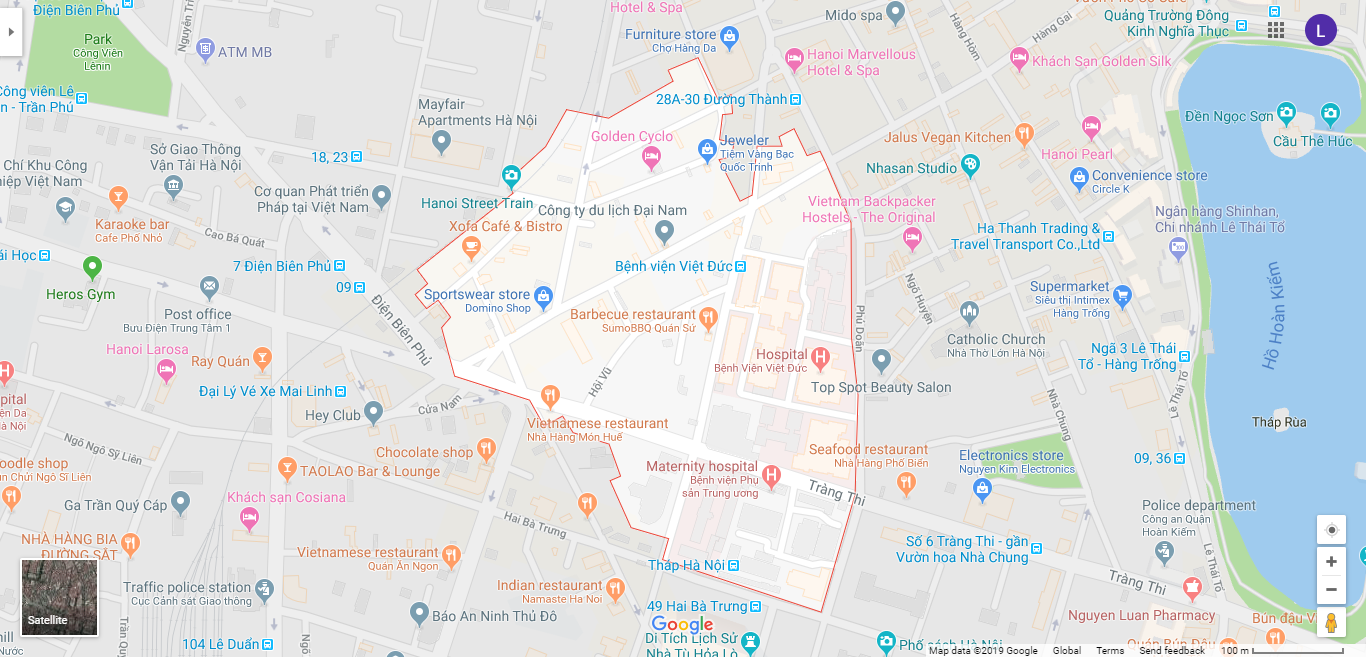 Điện Biên Phủ
Park
Công Viên
Lênin
Nguyễn Tri
ATM MB
Hotel & Spa
Furniture store
Chợ Hàng Da
Mido spa
Hàng Gai
Quảng Trường Đông
Kinh Nghĩa Thục
L
Hanoi Marvellous
Hotel & Spa
Khách Sạn Golden Silk
Công viên Lê
n - Trần Phú
Mayfair
Apartments Hà Nội
28A-30 Đường Thành
Đền Ngọc Sơn
Cầu Thê Húc
Sở Giao Thông
Vận Tải Hà Nội
18, 23
Golden Cyclo
Jeweler
Tiệm Vàng Bạc
Quốc Trinh
Jalus Vegan Kitchen
Hanoi Pearl
Chí Khu Công
hiệp Việt Nam
Cơ quan Phát triển
Pháp tại Việt Nam
Hanoi Street Train
Nhasan Studio
Convenience store
Circle K
Karaoke bar
Cafe Phố Nhỏ
Công ty du lịch Đại Nam
Vietnam Backpacker
Hostels - The Original
Xofa Café & Bistro
Ha Thanh Trading &
Travel Transport Co.,Ltd
Ngân hàng Shinhan,
Chi nhánh Lê Thái Tổ
Cao Bá Quát
ái Học
7 Điện Biên Phủ
Bệnh viện Việt Đức
Heros Gym
09
Sportswear store
Domino Shop
Điện Biên Phủ
Ngõ Huyện
Supermarket
Siêu thị Intimex
Hàng Trống
Hồ Hoàn Kiếm
Post office
Bưu Điện Trung Tâm 1
Barbecue restaurant
SumoBBQ Quán Sứ
Phủ Doãn
Catholic Church
Nhà Thờ Lớn Hà Nội
Hanoi Larosa
Ray Quán
Hospital
Bệnh Viện Việt Đức
Ngã 3 Lê Thái
Tổ - Hàng Trống
Top Spot Beauty Salon
Đại Lý Vé Xe Mai Linh
Hội Vũ
Lê Thái Tổ
pital
n Da
à Nội
Hey Club
Cửa Nam
Nhà Chung
Tháp Rùa
Vietnamese restaurant
Nhà Hàng Món Huế
Ngõ Sỹ Liên
Chocolate shop
Seafood restaurant
Nhà Hàng Phố Biển
Electronics store
Nguyen Kim Electronics
09, 36
oodle shop
n Chửi Ngô Sĩ Liên
TAOLAO Bar & Lounge
Maternity hospital
Bệnh viện Phụ
sản Trung ương
Tràng Thi
Ga Trần Quý Cáp
Khách sạn Cosiana
Police department
Công an Quận
Hoàn Kiếm
Hai Bà Trưng
NHÀ HÀNG BIA
ĐƯỜNG SẮT
Vietnamese restaurant
Quán Ăn Ngon
Số 6 Tràng Thi - gần
Vườn hoa Nhà Chung
Lê Thái Tổ
Tháp Hà Nội
Tràng Thi
Traffic police station
Cục Cảnh sát Giao thông
Indian restaurant
Namaste Ha Noi
Satellite
Báo An Ninh Thủ Đô
49 Hai Bà Trưng
Google
Nguyen Luan Pharmacy
Bún đậu
Trần Quý
104 Lê Duẩn
Di Tích Lịch Sử
Nhà Tù Hỏa Lò
Phố sách Hà Nội
Quán Bún Đậu
hill
Nước
Map data ©2019 Google Global Terms Send feedback 100 m